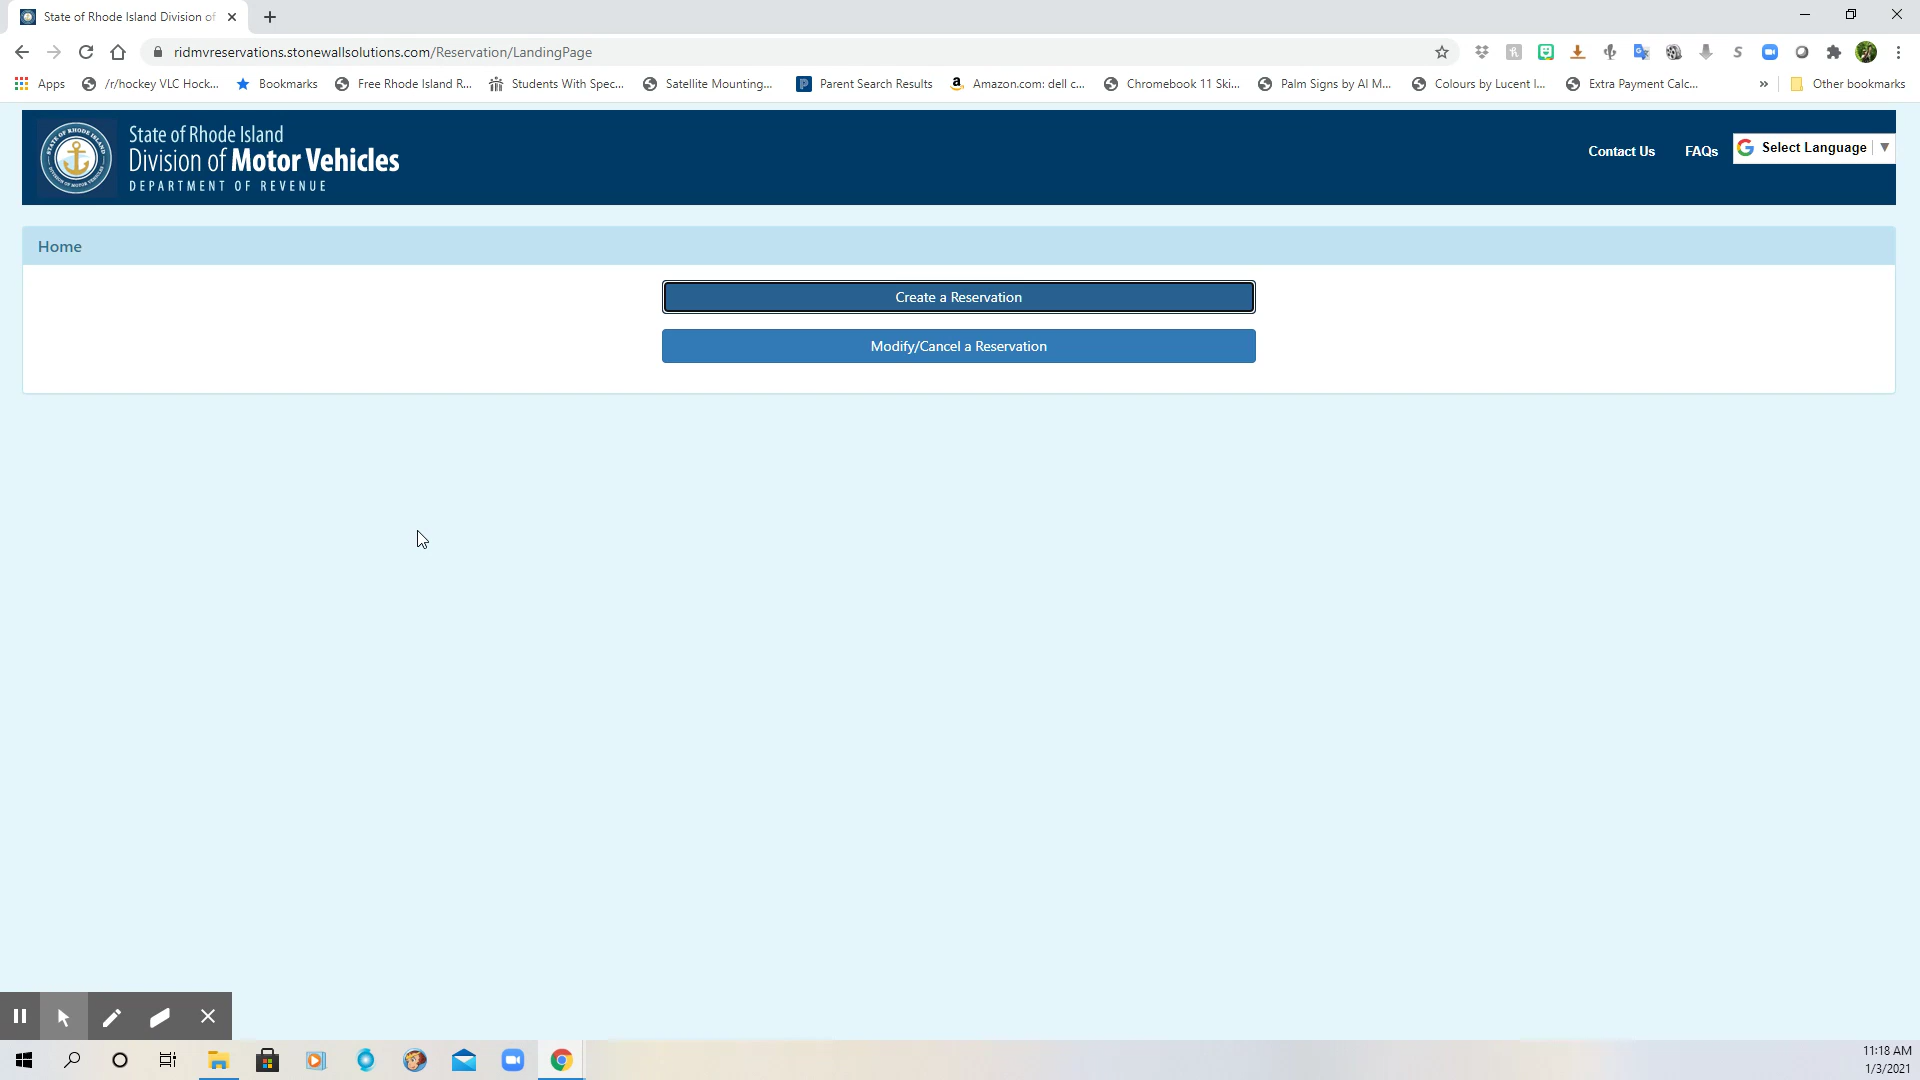 State of Rhode Island Division of
ridmvreservations.stonewallsolutions.com/Reservation/LandingPage
Apps /r/hockey VLC Hock... Bookmarks Free Rhode Island R... Students With Spec... Satellite Mounting... Parent Search Results Amazon.com: dell c... Chromebook 11 Ski... Palm Signs by Al M... Colours by Lucent I... Extra Payment Calc... » Other bookmarks
State of Rhode Island
Division of Motor Vehicles
DEPARTMENT OF REVENUE
Contact Us FAQs Select Language
Home
Create a Reservation
Modify/Cancel a Reservation
11:18 AM
1/3/2021